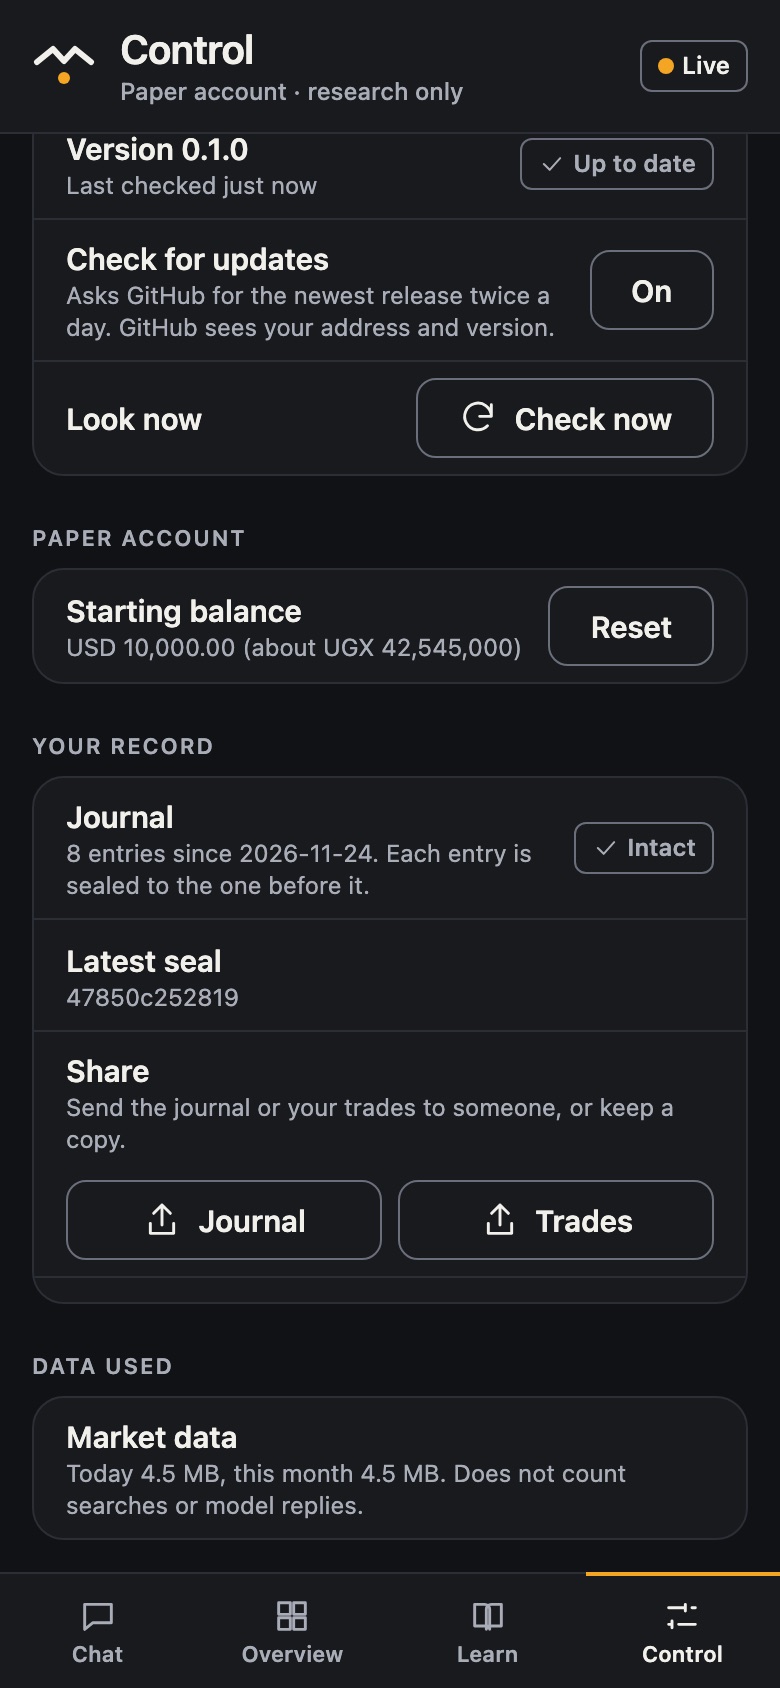 Control
Paper account · research only
Live
Version 0.1.0
Last checked just now
Up to date
Check for updates
Asks GitHub for the newest release twice a
day. GitHub sees your address and version.
On
Look now
Check now
PAPER ACCOUNT
Starting balance
USD 10,000.00 (about UGX 42,545,000)
Reset
YOUR RECORD
Journal
8 entries since 2026-11-24. Each entry is
sealed to the one before it.
Intact
Latest seal
47850c252819
Share
Send the journal or your trades to someone, or keep a
copy.
Journal
Trades
DATA USED
Market data
Today 4.5 MB, this month 4.5 MB. Does not count
searches or model replies.
Chat
Overview
Learn
Control